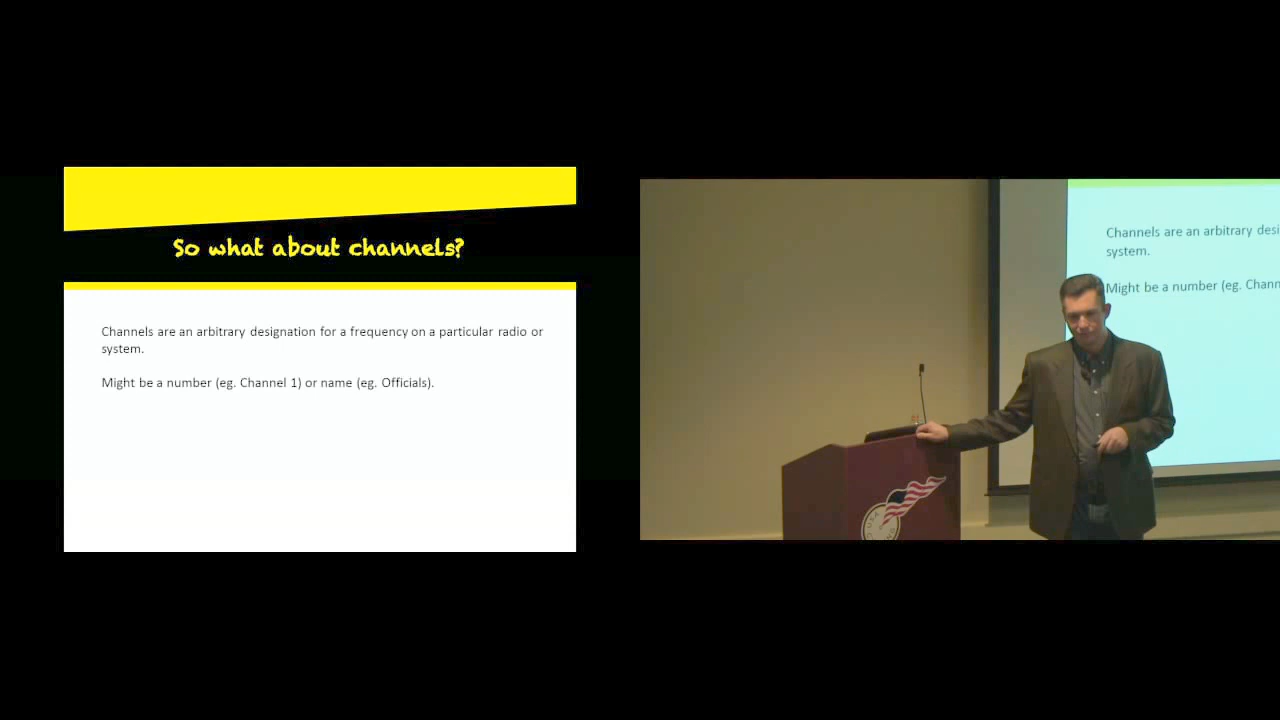 So what about channels?
Channels are an arbitrary designation for a frequency on a particular radio or
system.
Might be a number (eg. Channel 1) or name (eg. Officials).
Channels are an arbitrary desi
system.
Might be a number (eg. Chann
USA